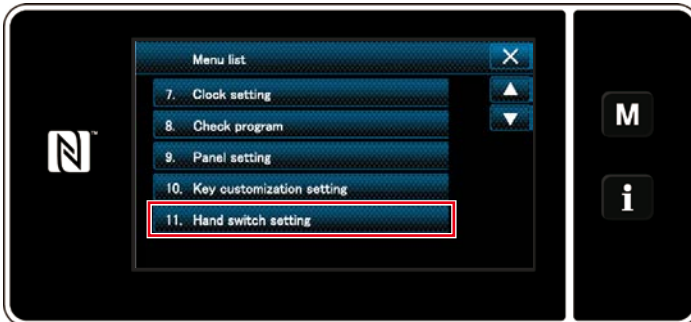 Menu list
7. Clock setting
8. Check program
9. Panel setting
10. Key customization setting
11. Hand switch setting
M
i